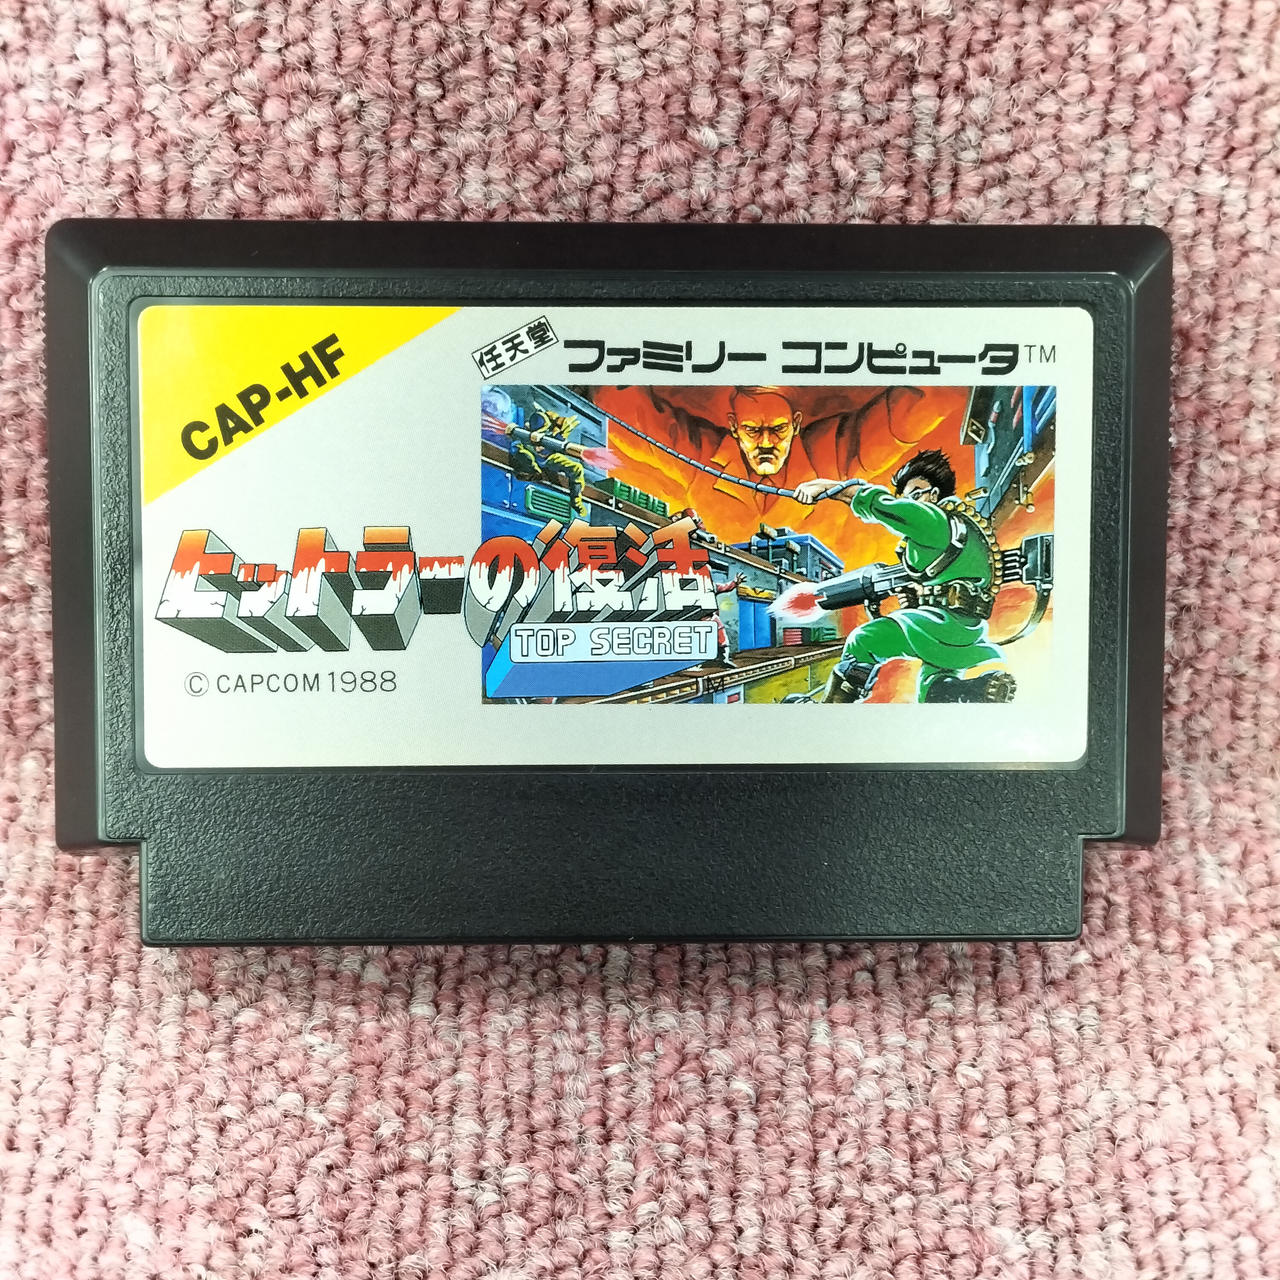 CAP-HF
任天堂
ファミリー コンピュータ™
ヒットラーの復活
TOP SECRET
© CAPCOM 1988